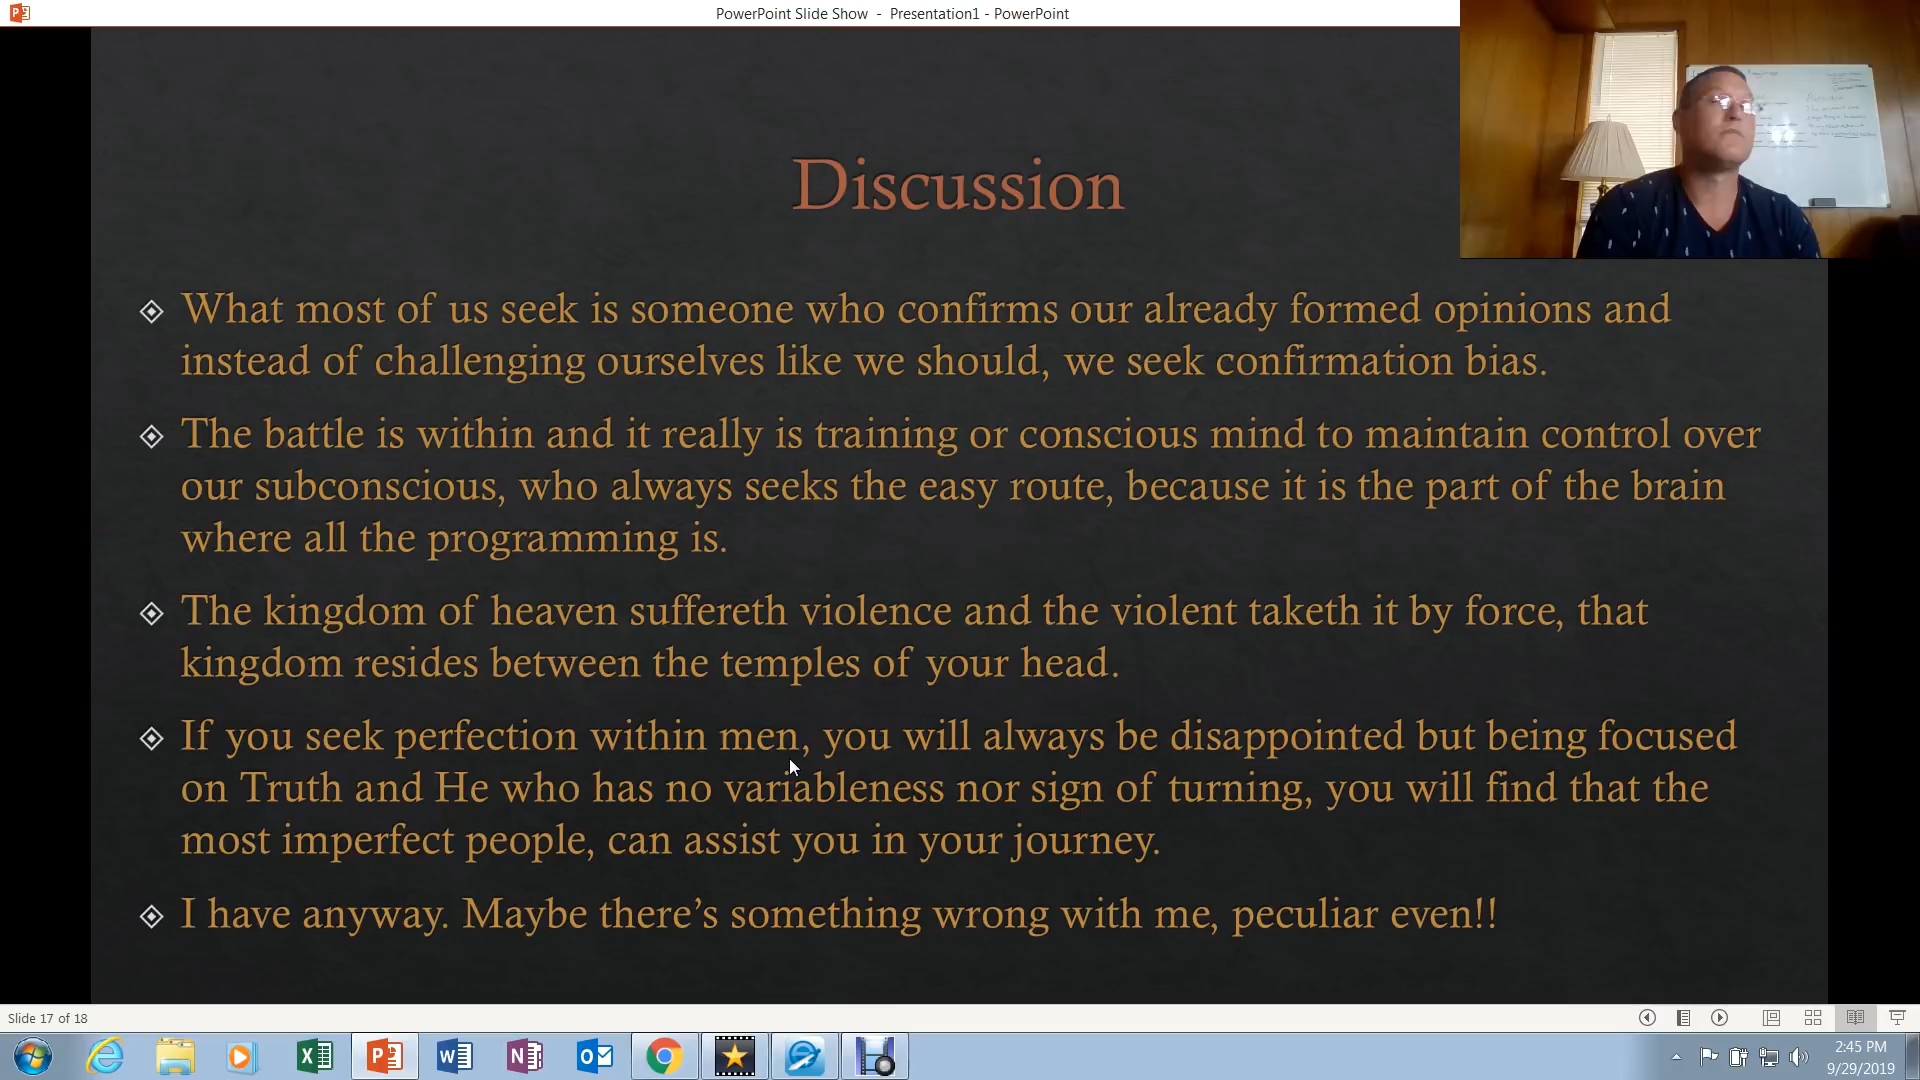 PowerPoint Slide Show - Presentation1 - PowerPoint
Discussion
What most of us seek is someone who confirms our already formed opinions and
instead of challenging ourselves like we should, we seek confirmation bias.
The battle is within and it really is training or conscious mind to maintain control over
our subconscious, who always seeks the easy route, because it is the part of the brain
where all the programming is.
The kingdom of heaven suffereth violence and the violent taketh it by force, that
kingdom resides between the temples of your head.
If you seek perfection within men, you will always be disappointed but being focused
on Truth and He who has no variableness nor sign of turning, you will find that the
most imperfect people, can assist you in your journey.
I have anyway. Maybe there’s something wrong with me, peculiar even!!
Slide 17 of 18
2:45 PM
9/29/2019